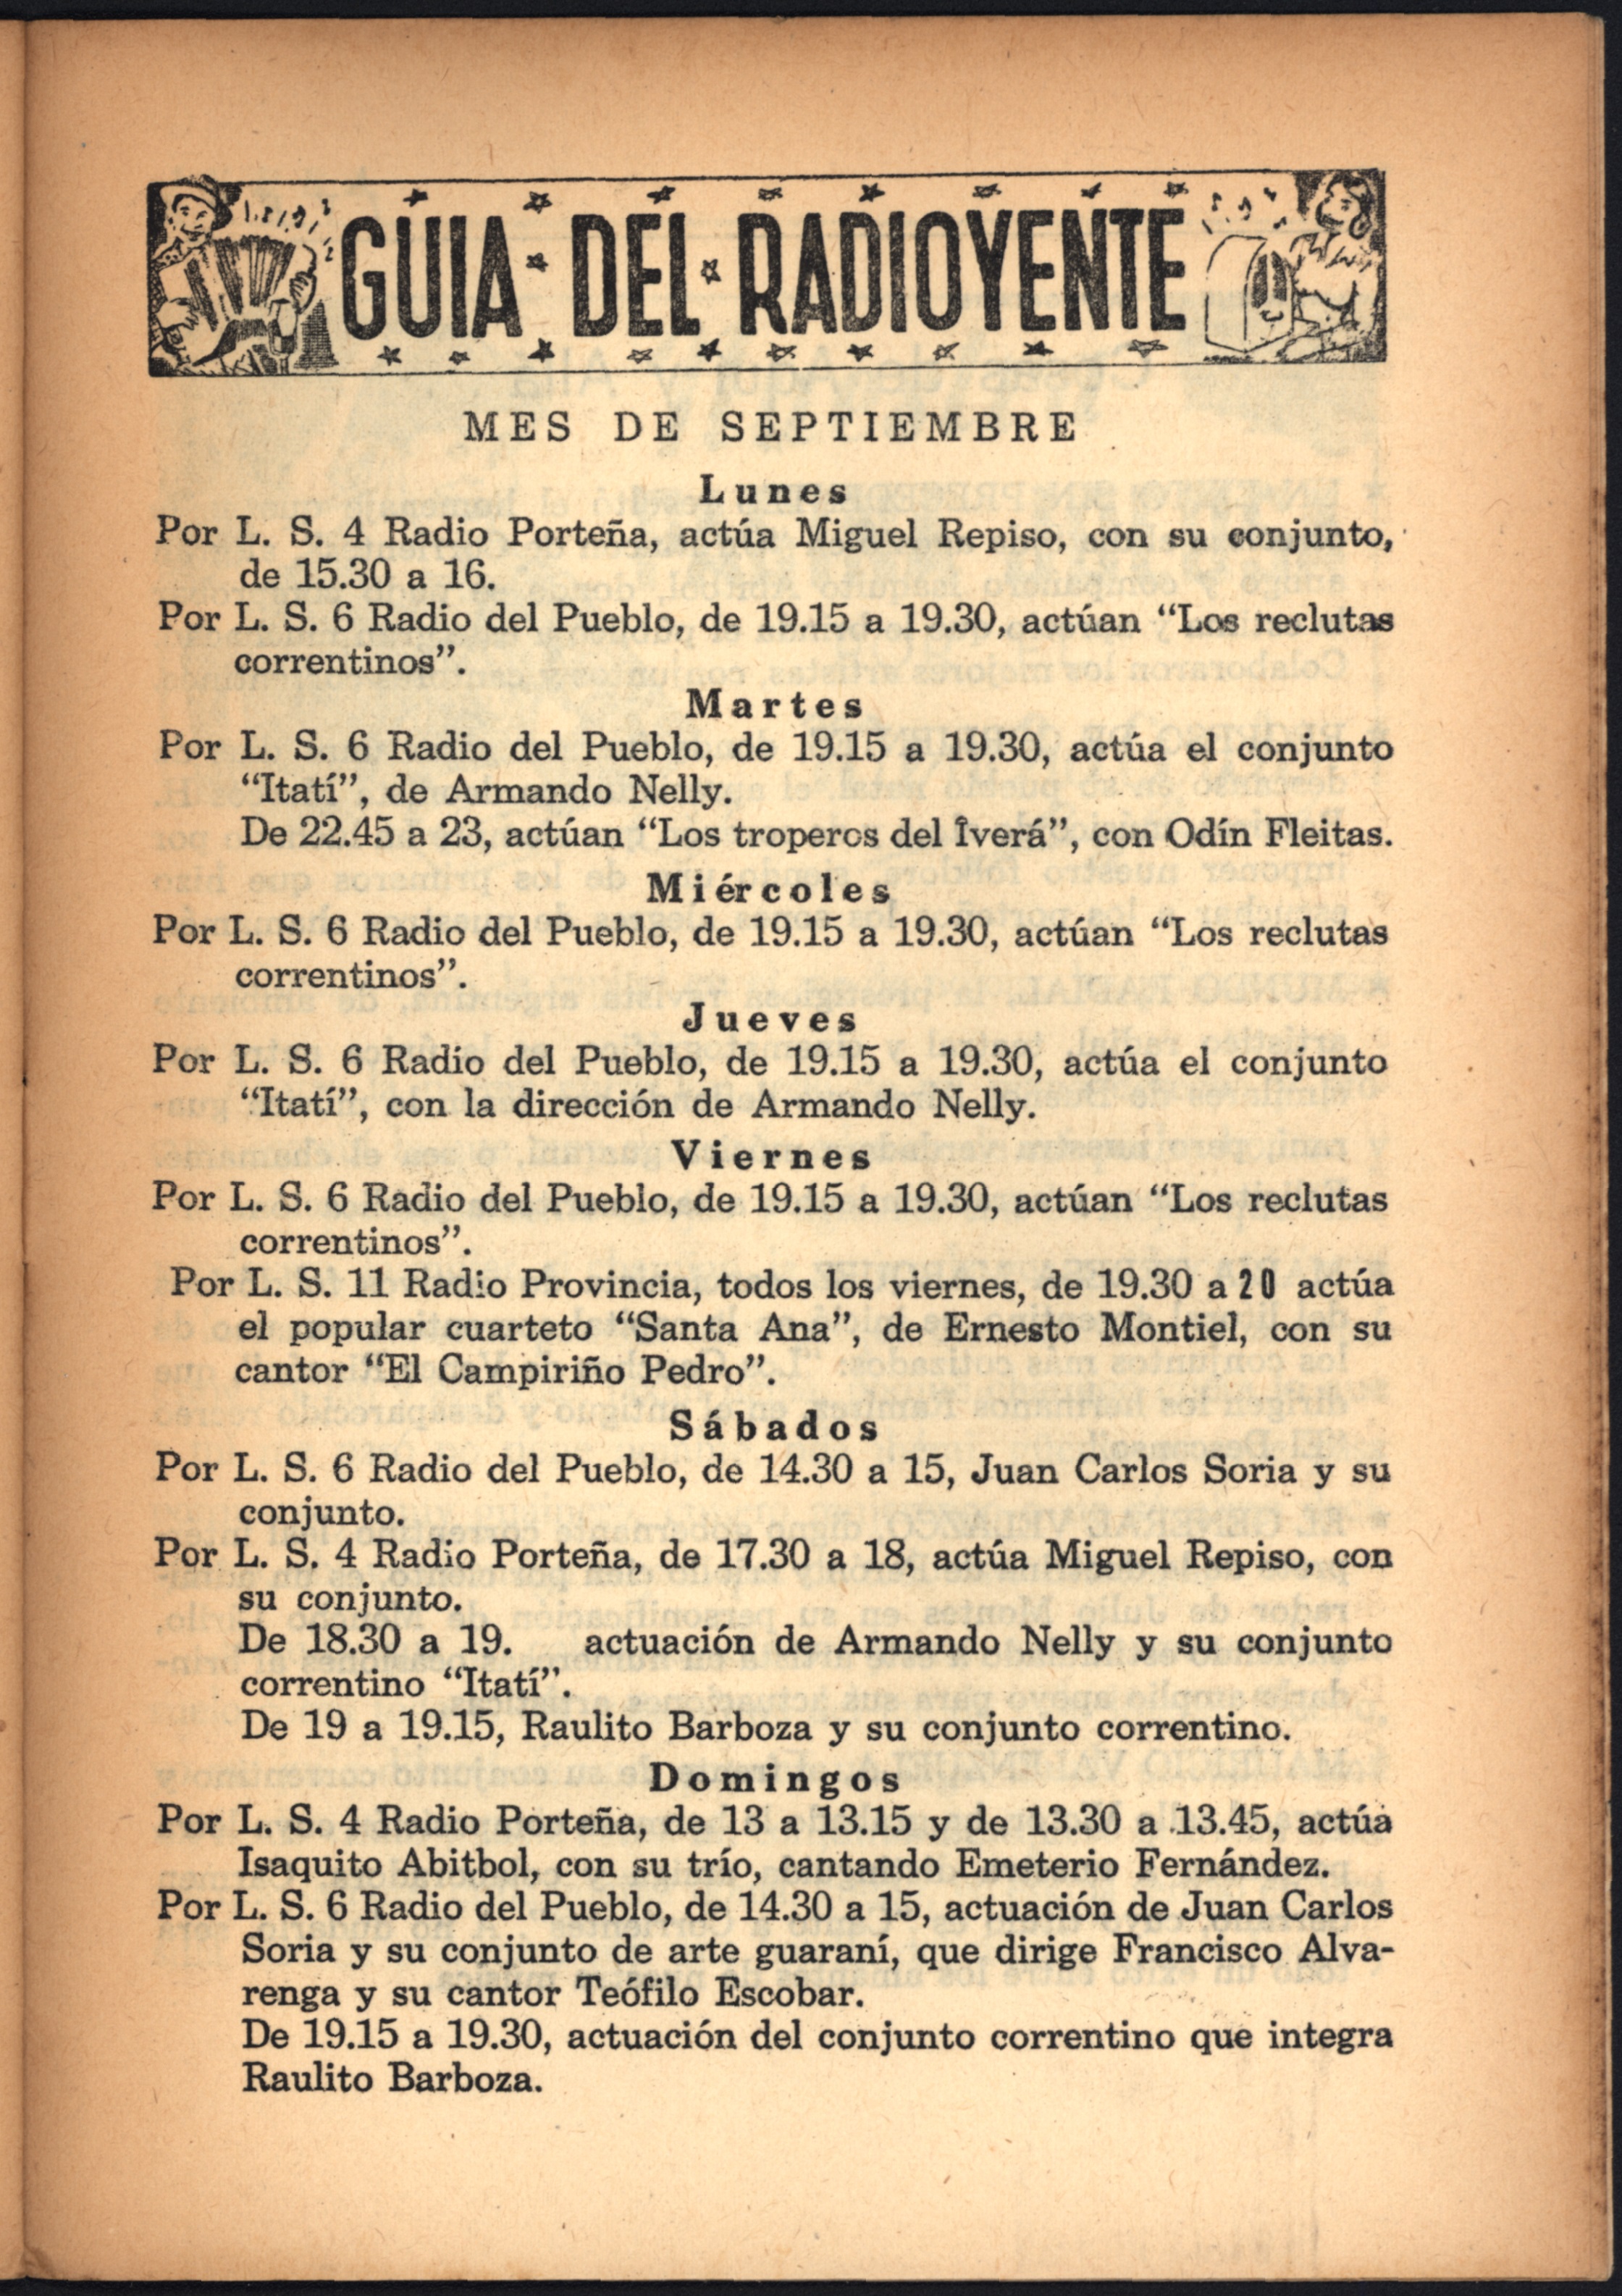 GUIA DEL RADIOYENTE
MES DE SEPTIEMBRE
Lunes
Por L. S. 4 Radio Porteña, actúa Miguel Repiso, con su conjunto,
de 15.30 a 16.
Por L. S. 6 Radio del Pueblo, de 19.15 a 19.30, actúan “Los reclutas
correntinos”.
Martes
Por L. S. 6 Radio del Pueblo, de 19.15 a 19.30, actúa el conjunto
“Itatí”, de Armando Nelly.
De 22.45 a 23, actúan “Los troperos del Îverá”, con Odín Fleitas.
Miércoles
Por L. S. 6 Radio del Pueblo, de 19.15 a 19.30, actúan “Los reclutas
correntinos”.
Jueves
Por L. S. 6 Radio del Pueblo, de 19.15 a 19.30, actúa el conjunto
“Itatí”, con la dirección de Armando Nelly.
Viernes
Por L. S. 6 Radio del Pueblo, de 19.15 a 19.30, actúan “Los reclutas
correntinos”.
Por L. S. 11 Radio Provincia, todos los viernes, de 19.30 a 20 actúa
el popular cuarteto “Santa Ana”, de Ernesto Montiel, con su
cantor “El Campiriño Pedro”.
Sábados
Por L. S. 6 Radio del Pueblo, de 14.30 a 15, Juan Carlos Soria y su
conjunto.
Por L. S. 4 Radio Porteña, de 17.30 a 18, actúa Miguel Repiso, con
su conjunto.
De 18.30 a 19. actuación de Armando Nelly y su conjunto
correntino “Itatí”.
De 19 a 19.15, Raulito Barboza y su conjunto correntino.
Domingos
Por L. S. 4 Radio Porteña, de 13 a 13.15 y de 13.30 a 13.45, actúa
Isaquito Abitbol, con su trío, cantando Emeterio Fernández.
Por L. S. 6 Radio del Pueblo, de 14.30 a 15, actuación de Juan Carlos
Soria y su conjunto de arte guaraní, que dirige Francisco Alva-
renga y su cantor Teófilo Escobar.
De 19.15 a 19.30, actuación del conjunto correntino que integra
Raulito Barboza.